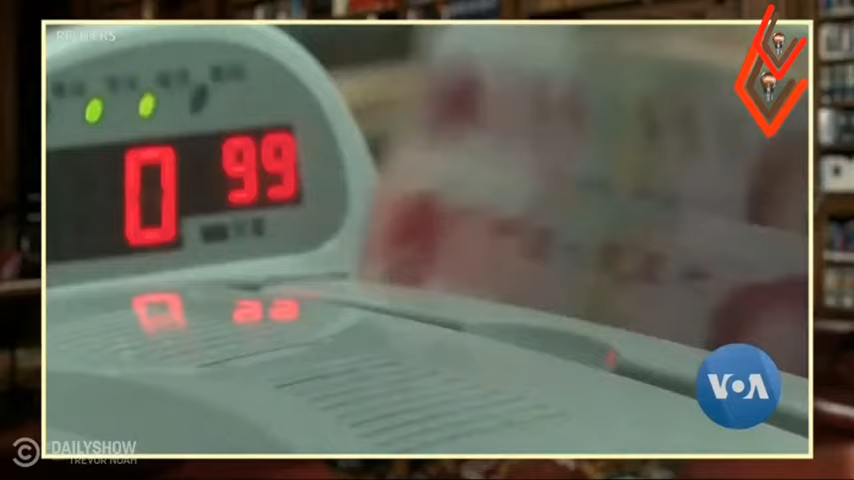 REUTERS
0 99
VOA
DAILYSHOW
TREVOR NOAH